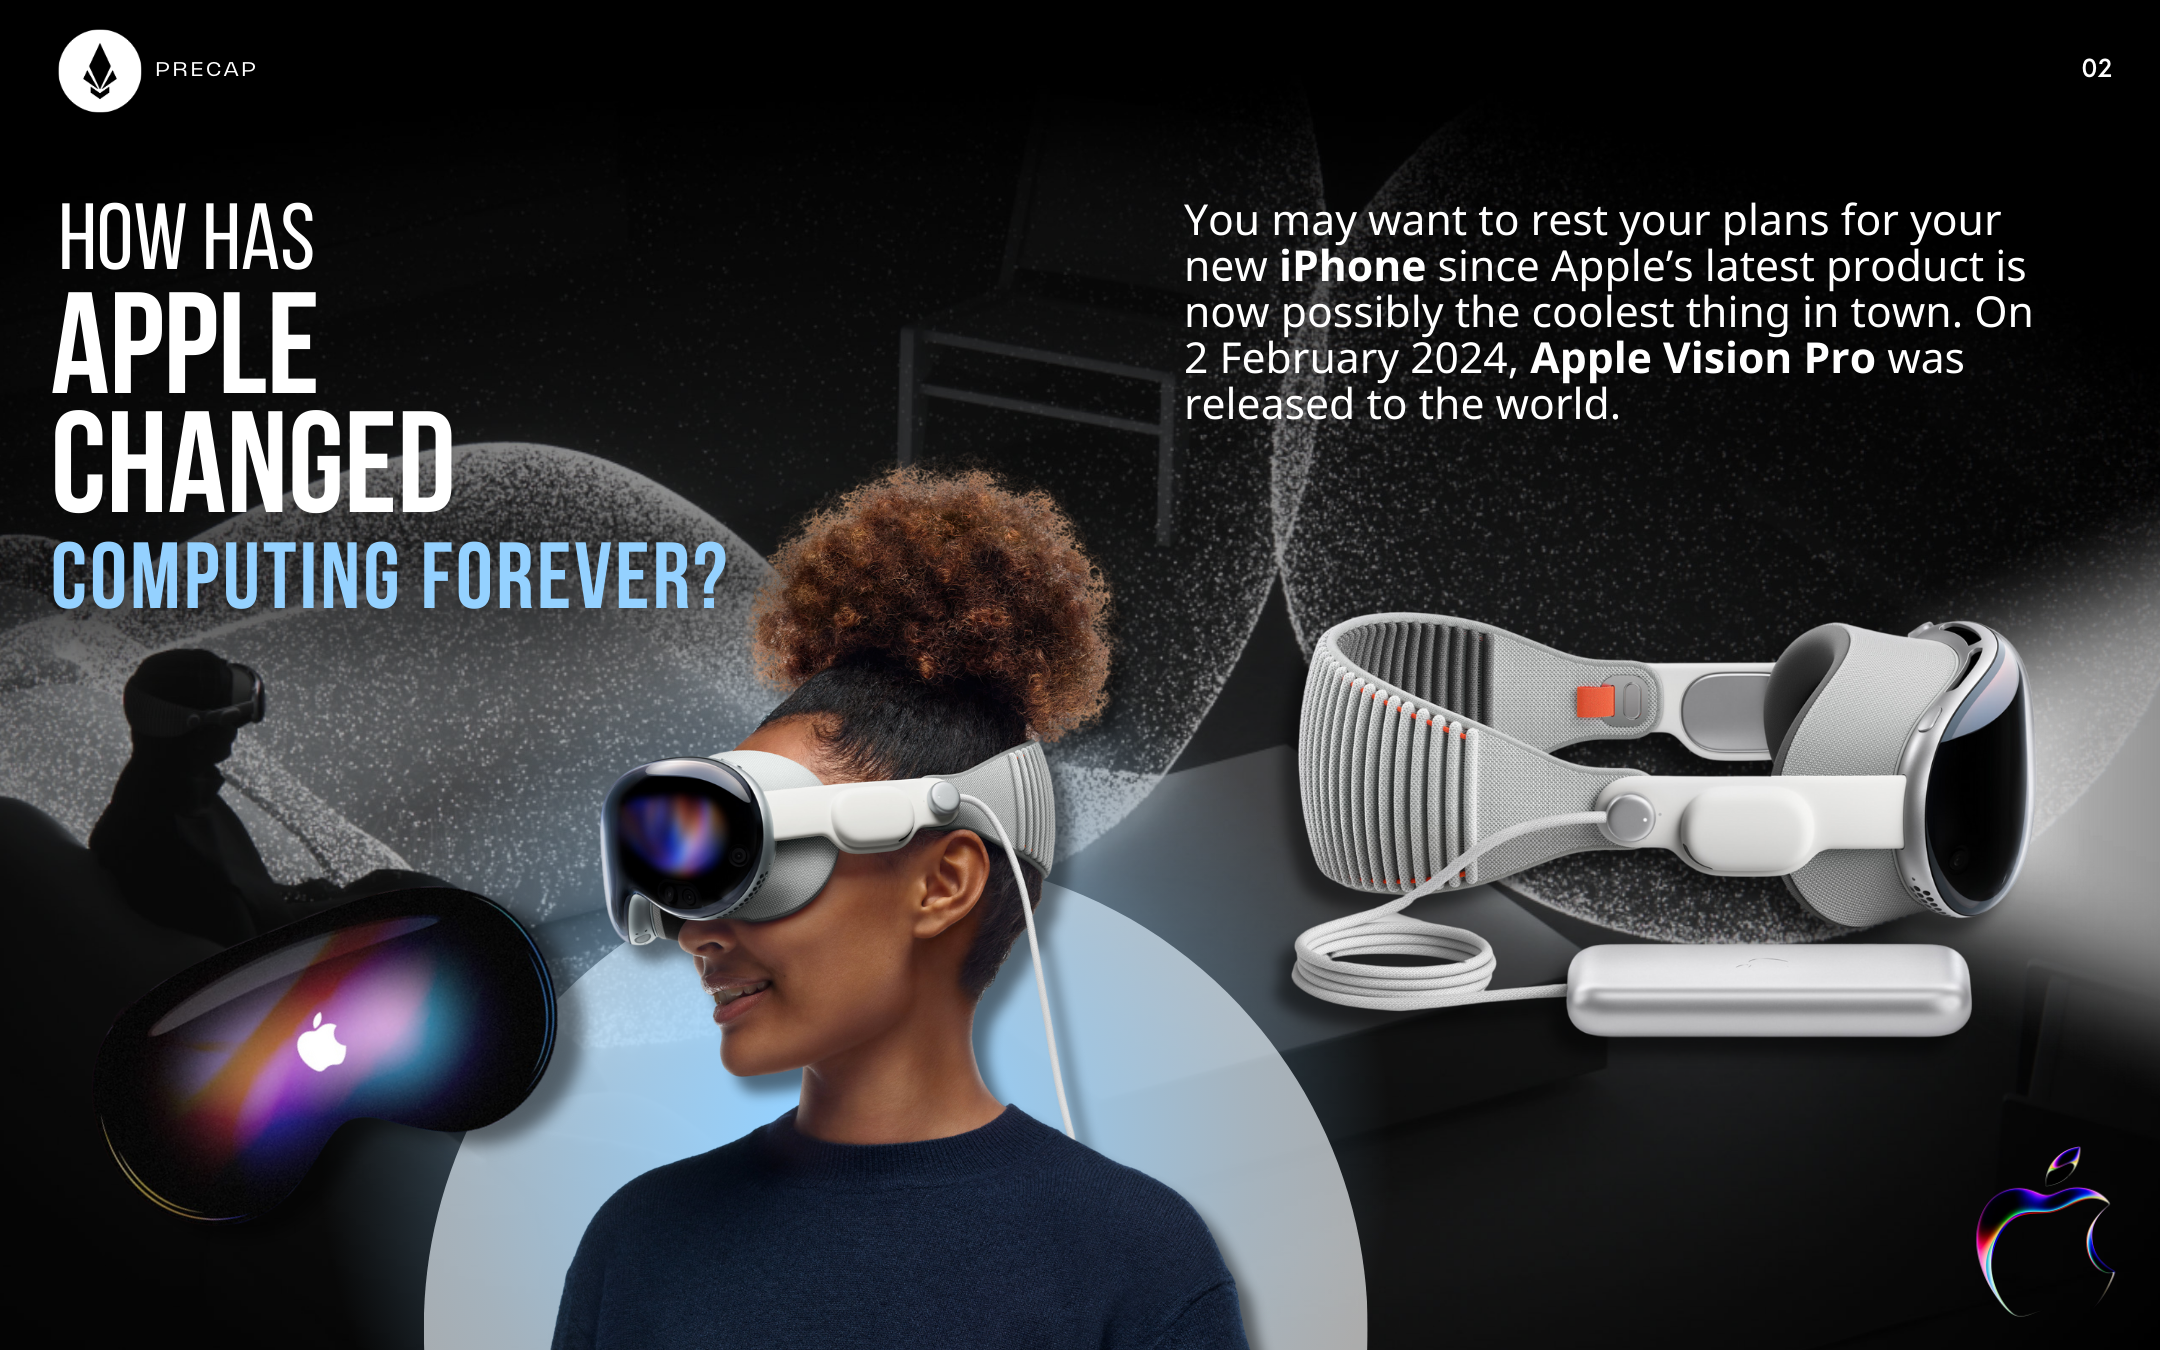 PRECAP
02
HOW HAS
APPLE
CHANGED
COMPUTING FOREVER?
You may want to rest your plans for your
new iPhone since Apple’s latest product is
now possibly the coolest thing in town. On
2 February 2024, Apple Vision Pro was
released to the world.